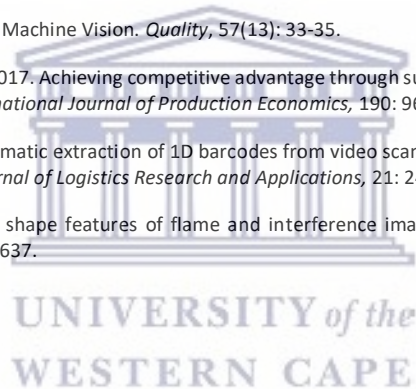 Machine Vision. Quality, 57(13): 33-35.
2017. Achieving competitive advantage through su
national Journal of Production Economics, 190: 96
matic extraction of 1D barcodes from video scan
rnal of Logistics Research and Applications, 21: 24
shape features of flame and interference ima
637.
UNIVERSITY of the
WESTERN CAPE